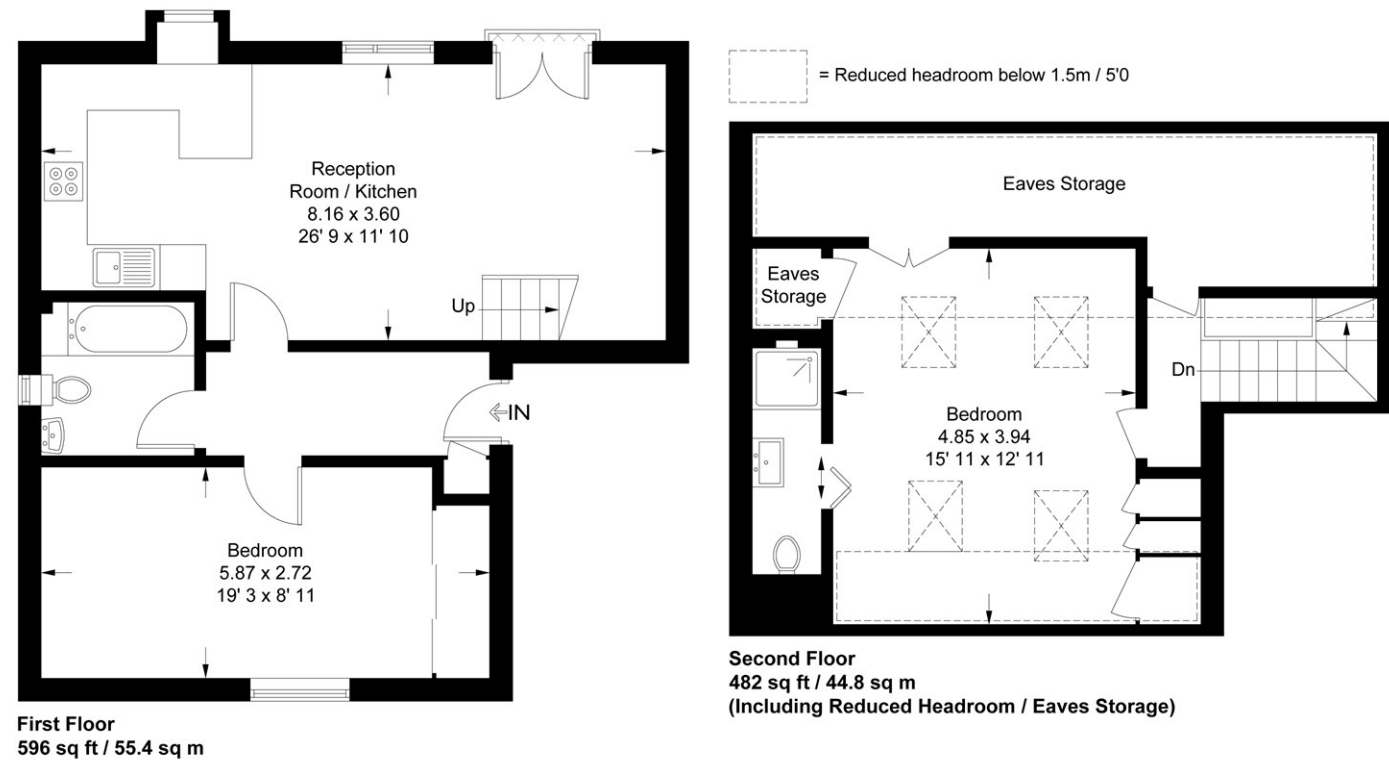 = Reduced headroom below 1.5m / 5'0
Reception
Room / Kitchen
8.16 x 3.60
26' 9 x 11' 10
Up
IN
Bedroom
5.87 x 2.72
19' 3 x 8' 11
First Floor
596 sq ft / 55.4 sq m
Eaves Storage
Eaves
Storage
Dn
Bedroom
4.85 x 3.94
15' 11 x 12' 11
Second Floor
482 sq ft / 44.8 sq m
(Including Reduced Headroom / Eaves Storage)